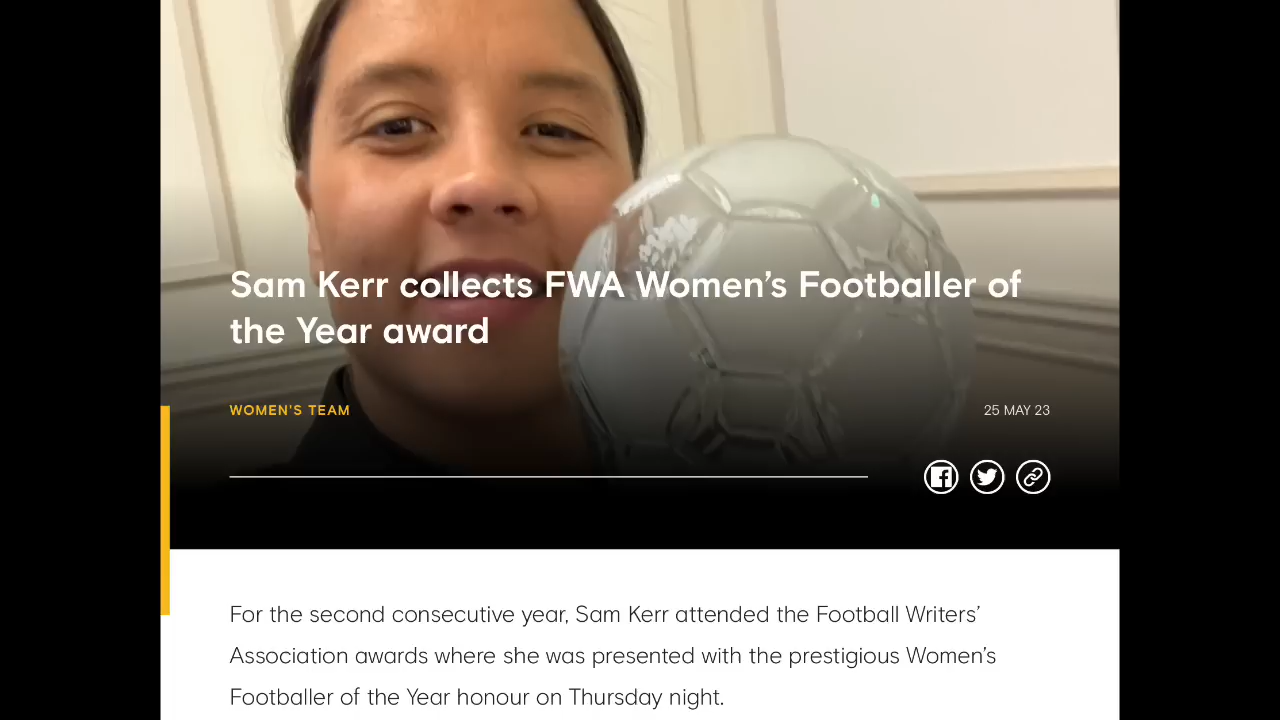 Sam Kerr collects FWA Women’s Footballer of
the Year award
WOMEN'S TEAM
25 MAY 23
For the second consecutive year, Sam Kerr attended the Football Writers’
Association awards where she was presented with the prestigious Women’s
Footballer of the Year honour on Thursday night.